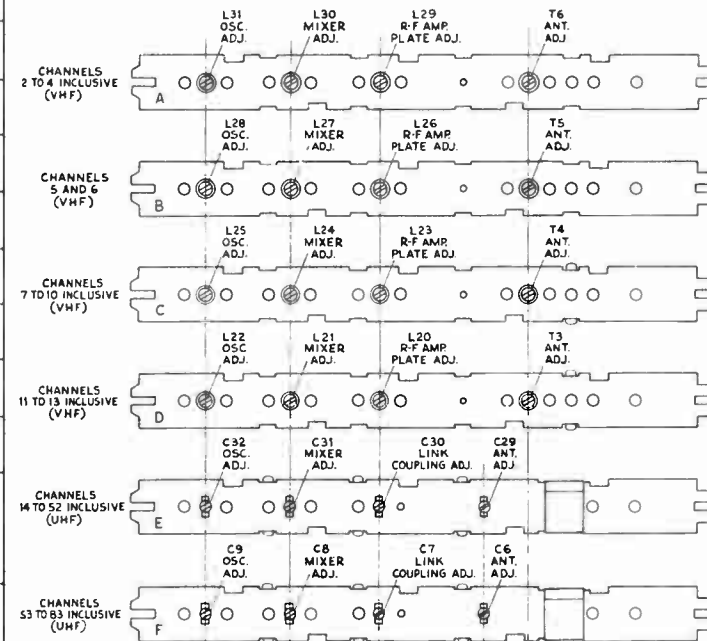 L31 L30 L29 T6
OSC. MIXER R-F AMP. ANT.
ADJ. ADJ. PLATE ADJ. ADJ
CHANNELS
2 TO 4 INCLUSIVE
(VHF)
A
L28 L27 L26 T5
OSC. MIXER R-F AMP. ANT.
ADJ. ADJ. PLATE ADJ. ADJ.
CHANNELS
5 AND 6
(VHF)
B
L25 L24 L23 T4
OSC. MIXER R-F AMP. ANT.
ADJ. ADJ. PLATE ADJ. ADJ.
CHANNELS
7 TO 10 INCLUSIVE
(VHF)
C
L22 L21 L20 T3
OSC. MIXER R-F AMP. ANT.
ADJ. ADJ. PLATE ADJ. ADJ.
CHANNELS
11 TO 13 INCLUSIVE
(VHF)
D
C32 C31 C30 C29
OSC. MIXER LINK ANT.
ADJ. ADJ. COUPLING ADJ. ADJ.
CHANNELS
14 TO 52 INCLUSIVE
(UHF)
E
C9 C8 C7 C6
OSC. MIXER LINK ANT.
ADJ. ADJ. COUPLING ADJ. ADJ.
CHANNELS
53 TO 83 INCLUSIVE
(UHF)
F